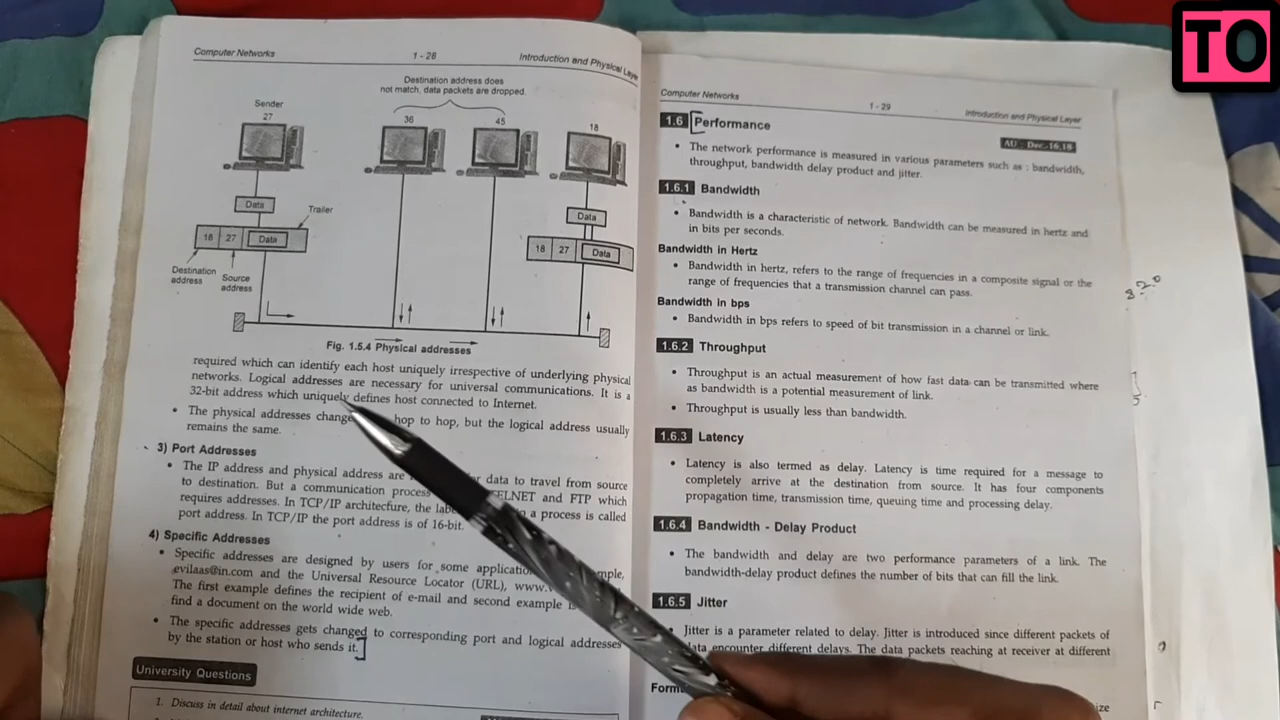 TO
Computer Networks
1 - 28
Introduction and Physical Laye
Destination address does
not match, data packets are dropped.
Sender
27
36
45
18
Data
Data
Trailer
18 27 Data
18 27 Data
Destination
address
Source
address
Fig. 1.5.4 Physical addresses
required which can identify each host uniquely irrespective of underlying physical
networks. Logical addresses are necessary for universal communications. It is a
32-bit address which uniquely defines host connected to Internet.
• The physical addresses change hop to hop, but the logical address usually
remains the same.
3) Port Addresses
• The IP address and physical address are data to travel from source
to destination. But a communication process ELNET and FTP which
requires addresses. In TCP/IP architecture, the a process is called
port address. In TCP/IP the port address is of 16-bit.
4) Specific Addresses
• Specific addresses are designed by users for some
evilaas@in.com and the Universal Resource Locator (URL),
The first example defines the recipient of e-mail and second example
find a document on the world wide web.
• The specific addresses gets changed to corresponding port and logical addresses
by the station or host who sends it.
University Questions
1. Discuss in detail about internet architecture.
Computer Networks
1 - 29
Introduction and Physical Layer
1.6 Performance
AU : Dec.-16,18
• The network performance is measured in various parameters such as : bandwidth,
throughput, bandwidth delay product and jitter.
1.6.1 Bandwidth
• Bandwidth is a characteristic of network. Bandwidth can be measured in hertz and
in bits per seconds.
Bandwidth in Hertz
• Bandwidth in hertz, refers to the range of frequencies in a composite signal or the
range of frequencies that a transmission channel can pass.
Bandwidth in bps
• Bandwidth in bps refers to speed of bit transmission in a channel or link.
1.6.2 Throughput
• Throughput is an actual measurement of how fast data can be transmitted where
as bandwidth is a potential measurement of link.
• Throughput is usually less than bandwidth.
1.6.3 Latency
• Latency is also termed as delay. Latency is time required for a message to
completely arrive at the destination from source. It has four components
propagation time, transmission time, queuing time and processing delay.
1.6.4 Bandwidth - Delay Product
• The bandwidth and delay are two performance parameters of a link. The
bandwidth-delay product defines the number of bits that can fill the link.
1.6.5 Jitter
• Jitter is a parameter related to delay. Jitter is introduced since different packets of
data encounter different delays. The data packets reaching at receiver at different